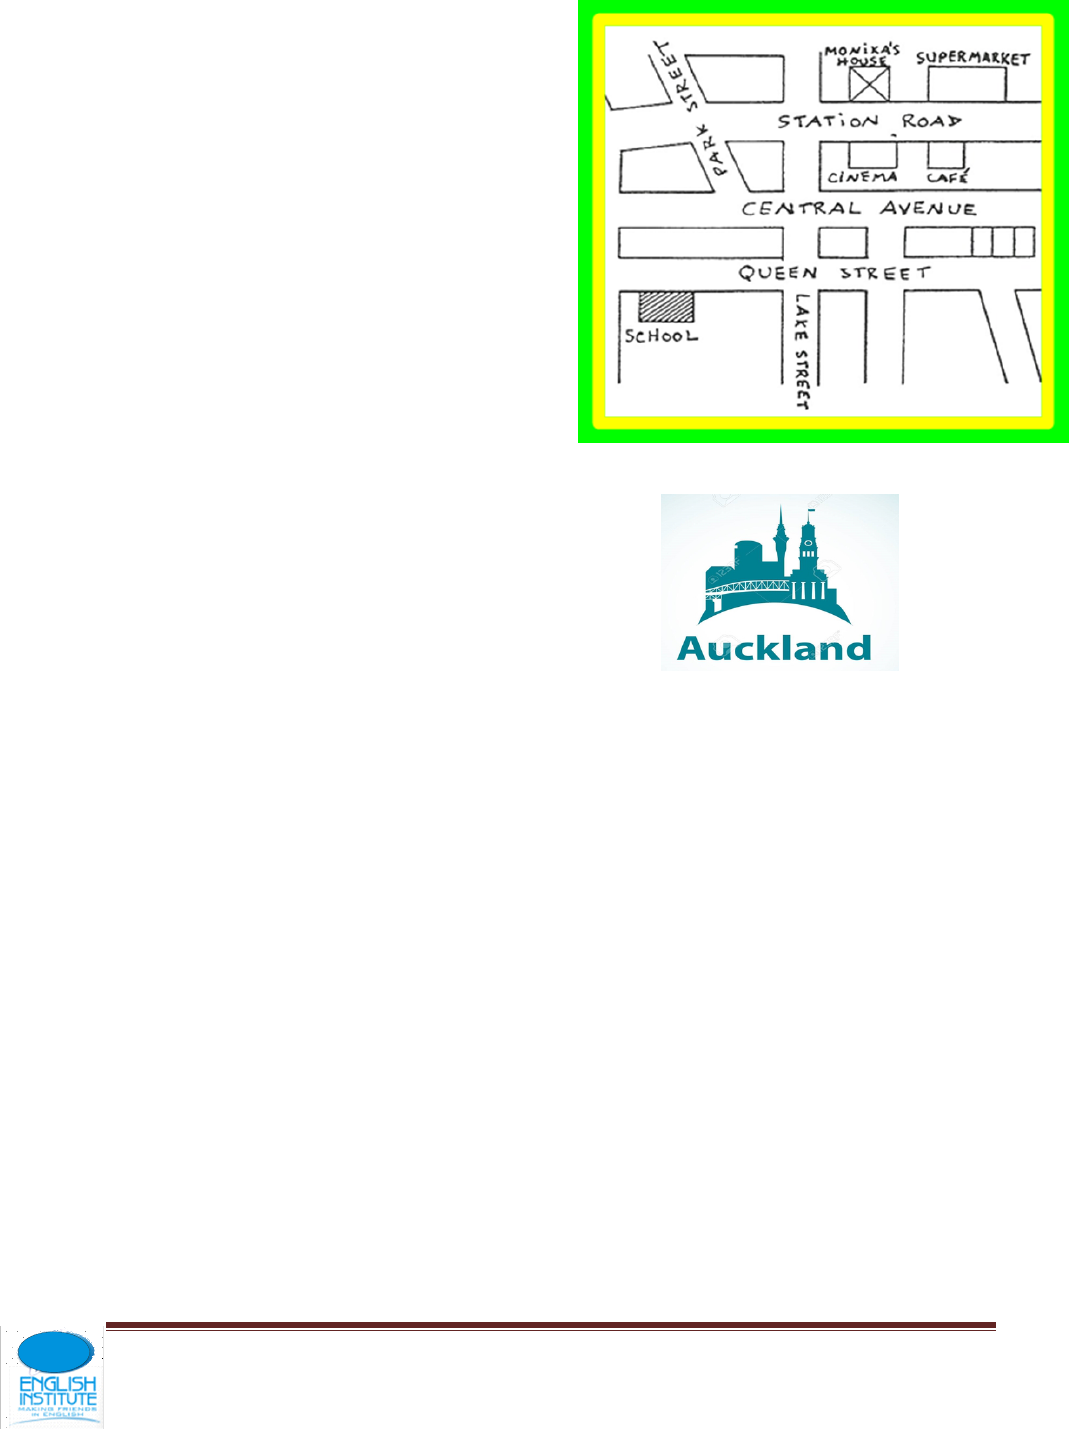 MONIXA'S
HOUSE
SUPERMARKET
PARK STREET
STATION ROAD
CINEMA
CAFÉ
CENTRAL AVENUE
QUEEN STREET
SCHOOL
LAKE STREET
Auckland
ENGLISH
INSTITUTE
MAKING FRIENDS
IN ENGLISH